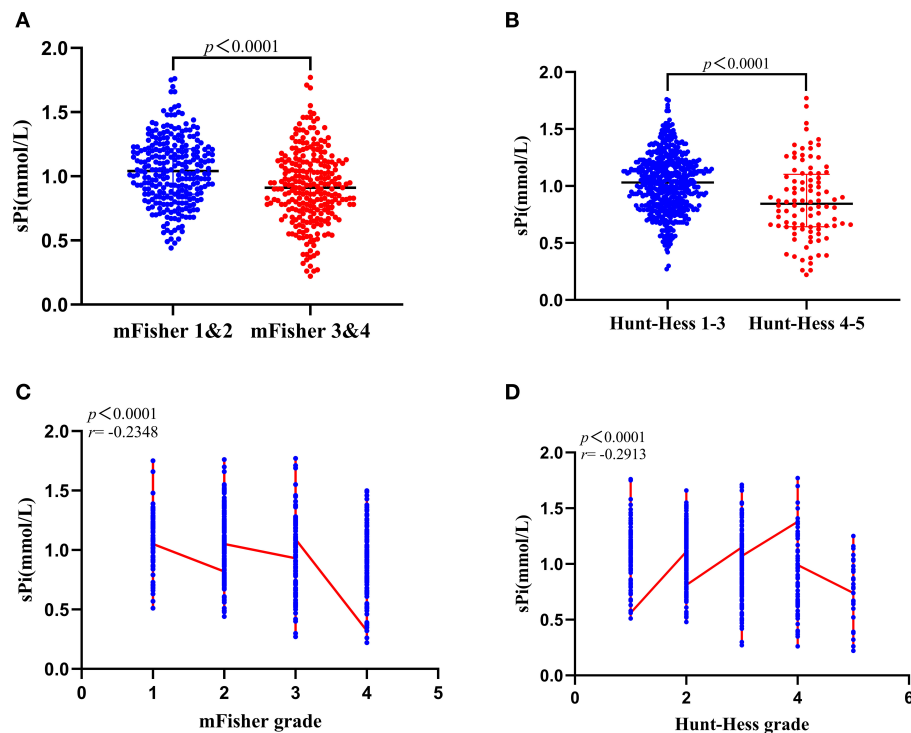 A
p＜0.0001
2.0
1.5
1.0
0.5
0.0
sPi(mmol/L)
mFisher 1&2 mFisher 3&4
B
p＜0.0001
2.0
1.5
1.0
0.5
0.0
sPi(mmol/L)
Hunt-Hess 1-3 Hunt-Hess 4-5
C
p＜0.0001
r= -0.2348
2.0
1.5
1.0
0.5
0.0
sPi(mmol/L)
0 1 2 3 4 5
mFisher grade
D
p＜0.0001
r= -0.2913
2.0
1.5
1.0
0.5
0.0
sPi(mmol/L)
0 2 4 6
Hunt-Hess grade